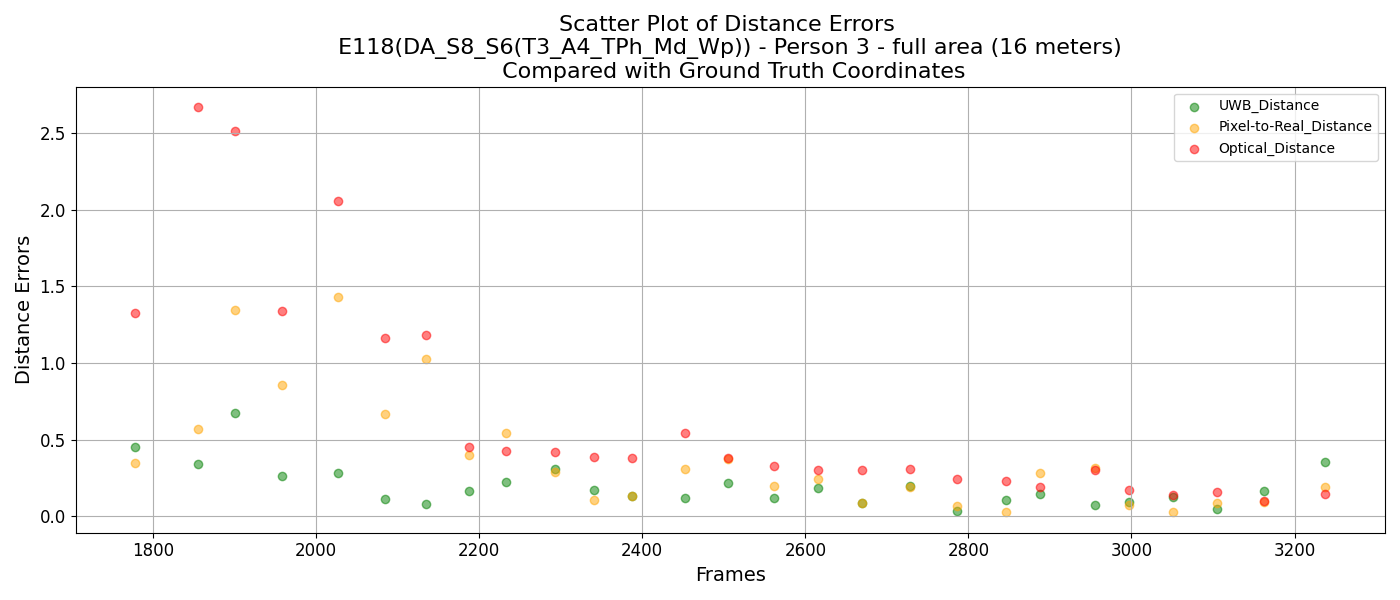 Scatter Plot of Distance Errors
E118(DA_S8_S6(T3_A4_TPh_Md_Wp)) - Person 3 - full area (16 meters)
Compared with Ground Truth Coordinates
UWB_Distance
Pixel-to-Real_Distance
Optical_Distance
Distance Errors
2.5
2.0
1.5
1.0
0.5
0.0
1800 2000 2200 2400 2600 2800 3000 3200
Frames